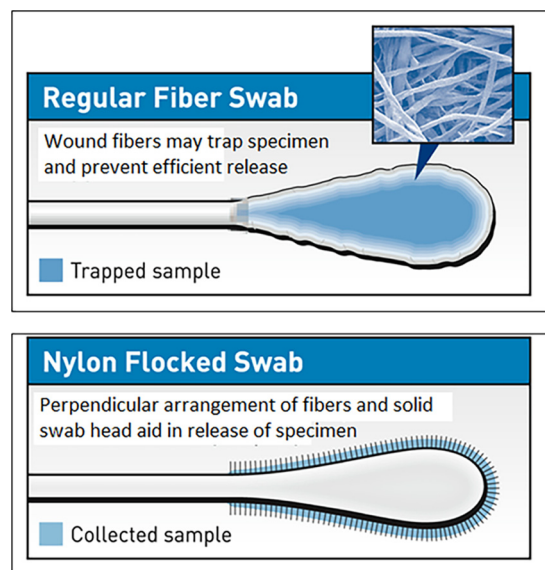 Regular Fiber Swab
Wound fibers may trap specimen
and prevent efficient release
Trapped sample
Nylon Flocked Swab
Perpendicular arrangement of fibers and solid
swab head aid in release of specimen
Collected sample